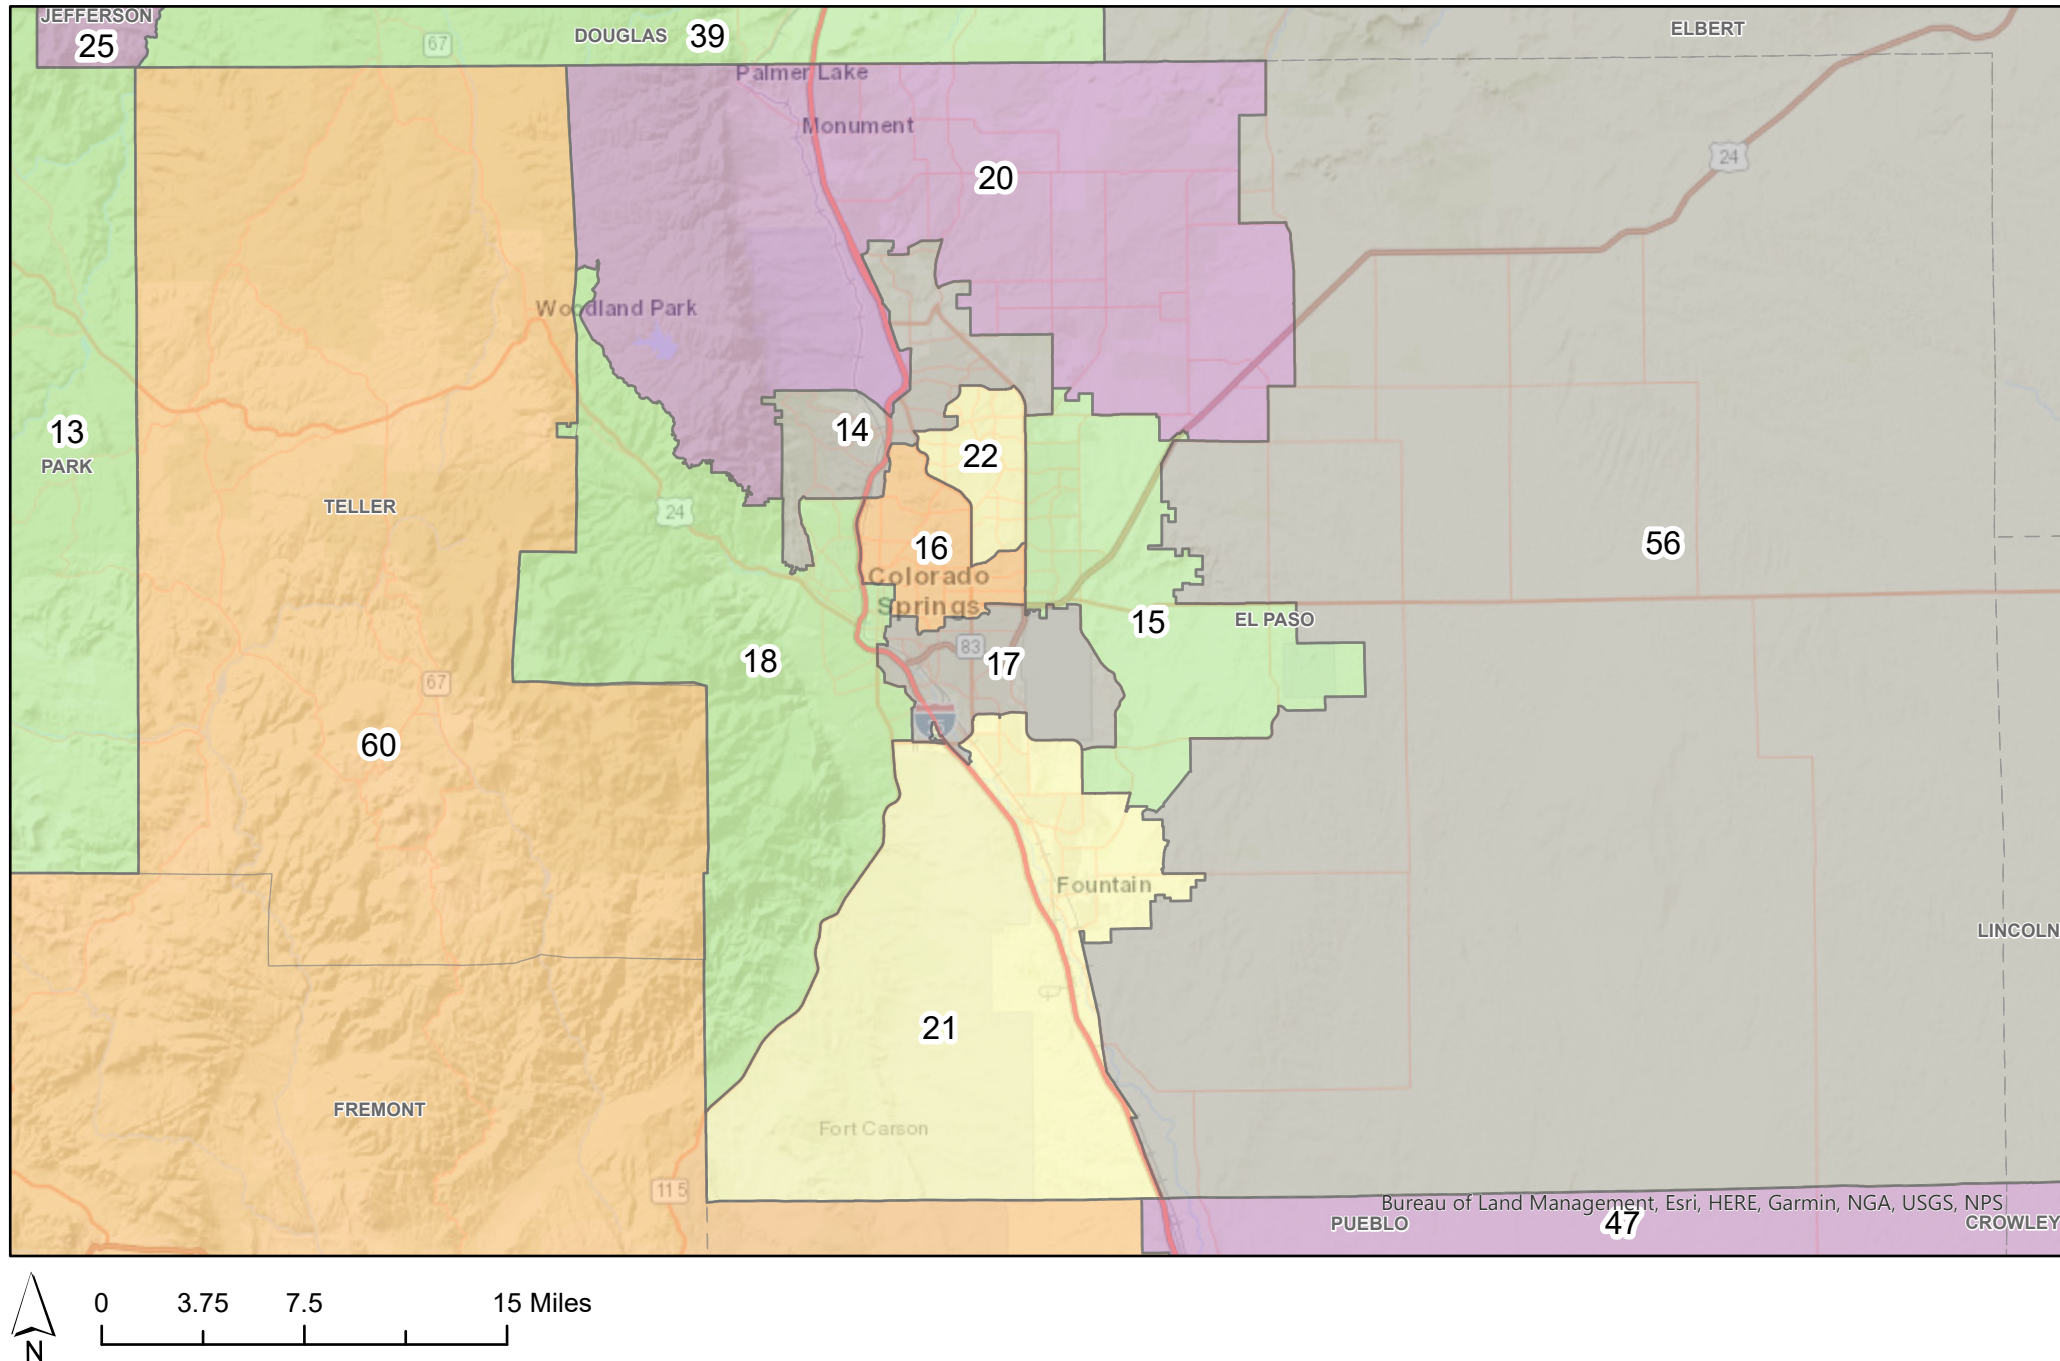 JEFFERSON
25
DOUGLAS 39
ELBERT
67
Palmer Lake
Monument
24
20
Woodland Park
13
PARK
14
22
TELLER
24
16
56
Colorado
Springs
15
EL PASO
18
83
17
67
60
Fountain
LINCOLN
21
FREMONT
Fort Carson
115
Bureau of Land Management, Esri, HERE, Garmin, NGA, USGS, NPS
PUEBLO
47
CROWLEY
0 3.75 7.5 15 Miles
N